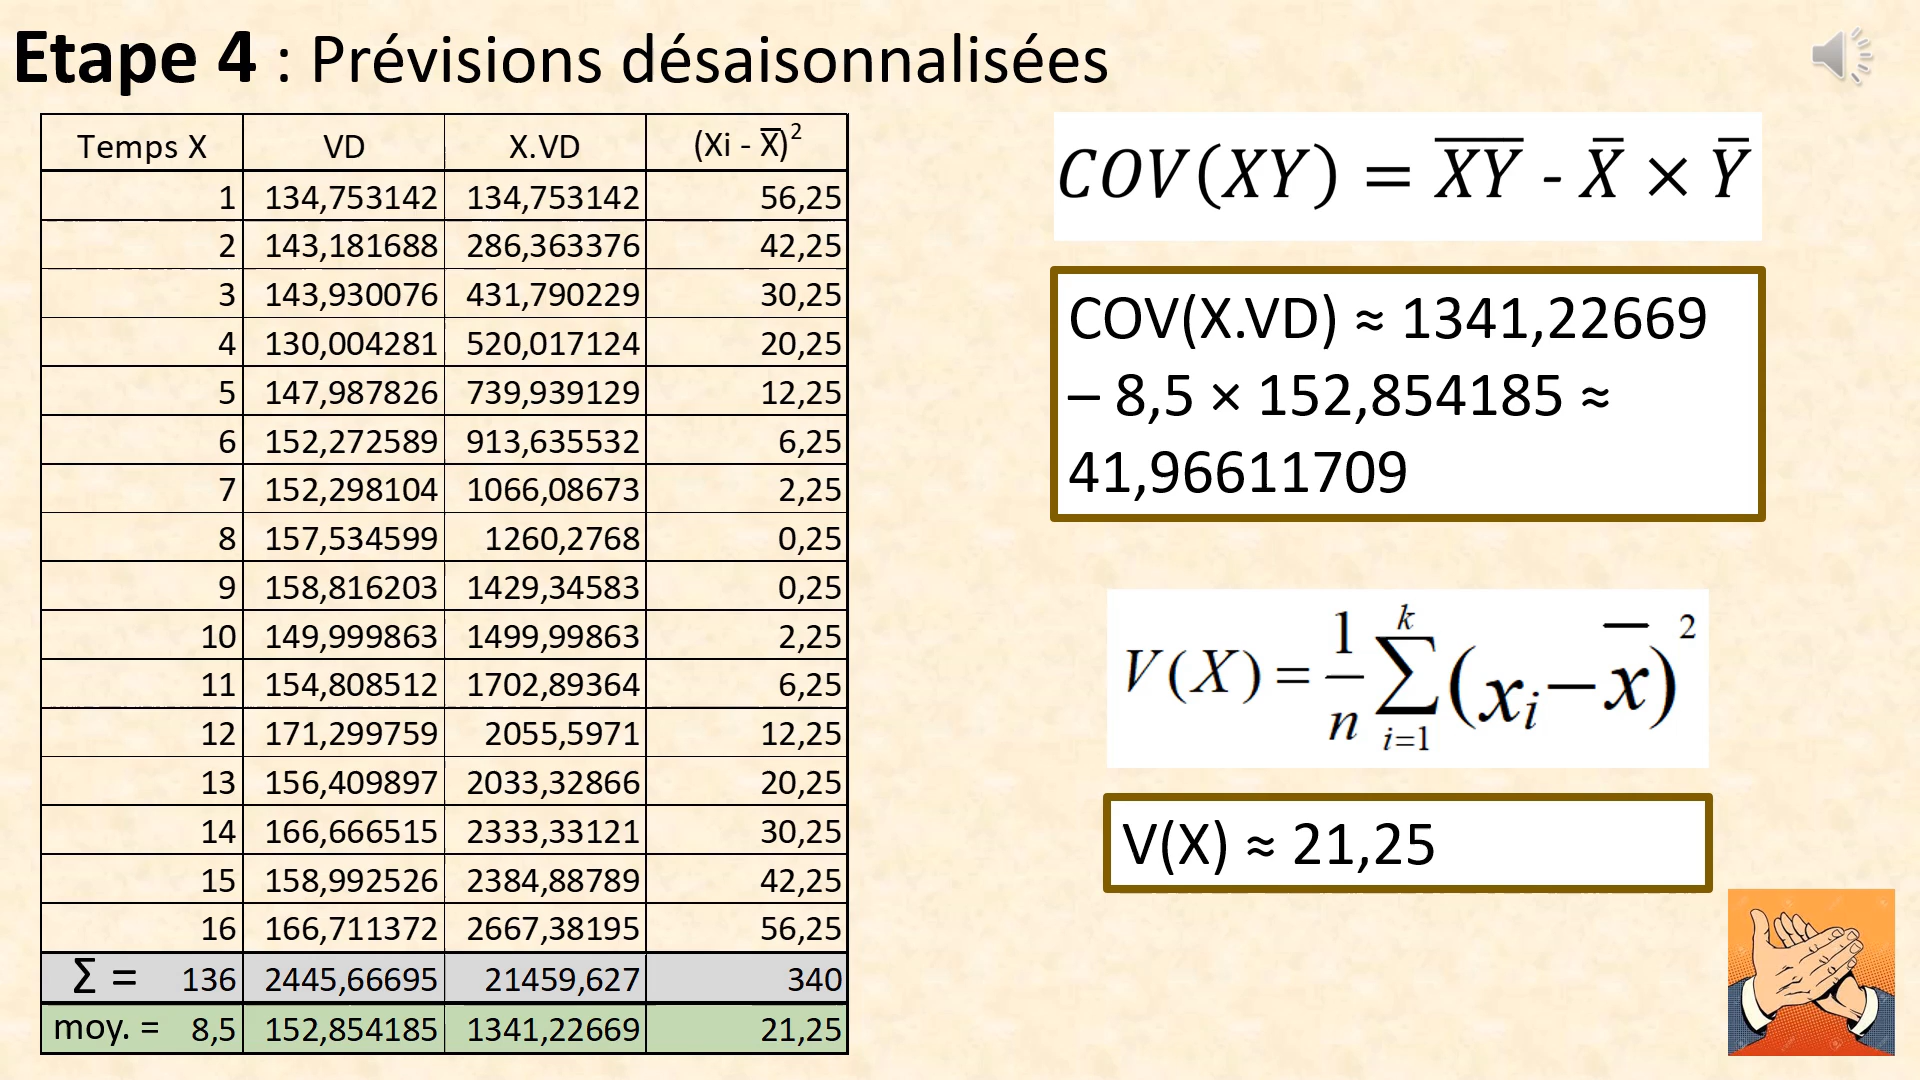 Etape 4 : Prévisions désaisonnalisées
Temps X VD X.VD (Xi - X̅)²
1 134,753142 134,753142 56,25
2 143,181688 286,363376 42,25
3 143,930076 431,790229 30,25
4 130,004281 520,017124 20,25
5 147,987826 739,939129 12,25
6 152,272589 913,635532 6,25
7 152,298104 1066,08673 2,25
8 157,534599 1260,2768 0,25
9 158,816203 1429,34583 0,25
10 149,999863 1499,99863 2,25
11 154,808512 1702,89364 6,25
12 171,299759 2055,5971 12,25
13 156,409897 2033,32866 20,25
14 166,666515 2333,33121 30,25
15 158,992526 2384,88789 42,25
16 166,711372 2667,38195 56,25
Σ = 136 2445,66695 21459,627 340
moy. = 8,5 152,854185 1341,22669 21,25
COV(XY) = X̅Y̅ - X̅ × Y̅
COV(X.VD) ≈ 1341,22669
– 8,5 × 152,854185 ≈
41,96611709
V(X) = 1/n ∑ i=1 k (xᵢ − x̅)²
V(X) ≈ 21,25